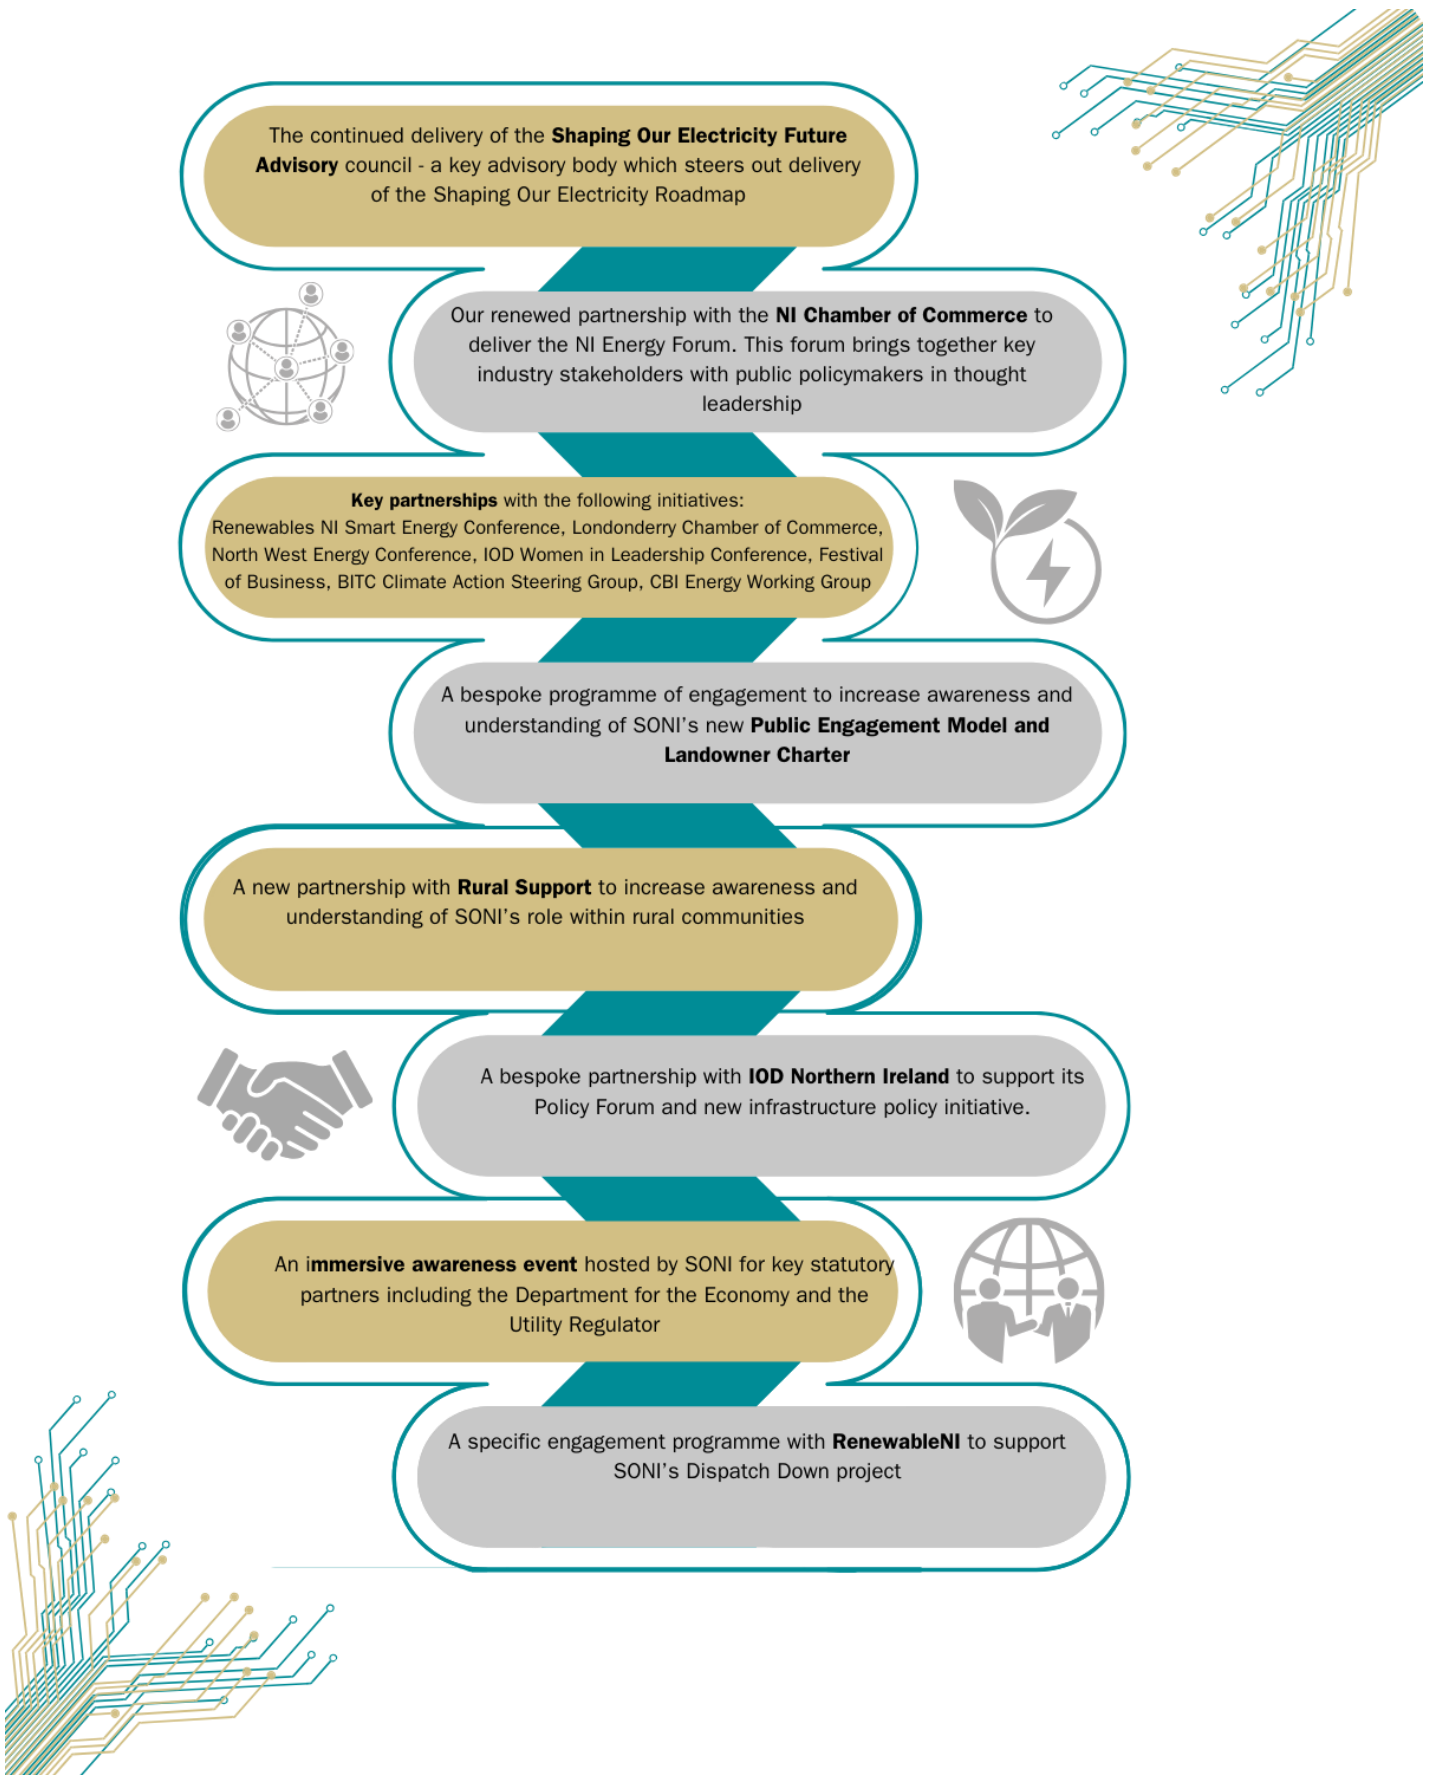 The continued delivery of the Shaping Our Electricity Future
Advisory council - a key advisory body which steers out delivery
of the Shaping Our Electricity Roadmap
Our renewed partnership with the NI Chamber of Commerce to
deliver the NI Energy Forum. This forum brings together key
industry stakeholders with public policymakers in thought
leadership
Key partnerships with the following initiatives:
Renewables NI Smart Energy Conference, Londonderry Chamber of Commerce,
North West Energy Conference, IOD Women in Leadership Conference, Festival
of Business, BITC Climate Action Steering Group, CBI Energy Working Group
A bespoke programme of engagement to increase awareness and
understanding of SONI's new Public Engagement Model and
Landowner Charter
A new partnership with Rural Support to increase awareness and
understanding of SONI's role within rural communities
A bespoke partnership with IOD Northern Ireland to support its
Policy Forum and new infrastructure policy initiative.
An immersive awareness event hosted by SONI for key statutory
partners including the Department for the Economy and the
Utility Regulator
A specific engagement programme with RenewableNI to support
SONI's Dispatch Down project